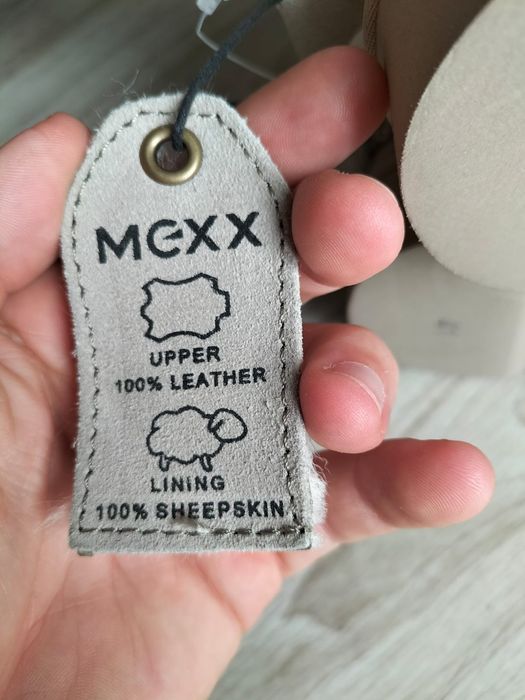 MEXX
UPPER
100% LEATHER
LINING
100% SHEEPSKIN